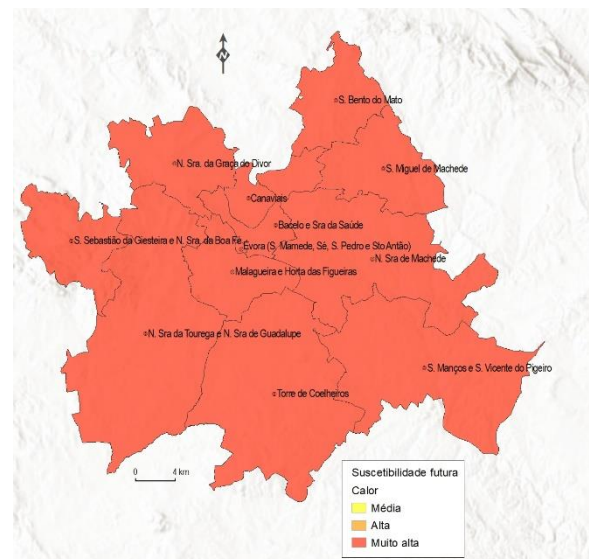 N
S. Bento do Mato
N. Sra. da Graça do Divor
S. Miguel de Machede
Canaviais
Bacelo e Sra da Saúde
S. Sebastião da Giesteira e N. Sra. da Boa Fé
Évora (S. Mamede, Sé, S. Pedro e Sto Antão)
N. Sra de Machede
Malagueira e Horta das Figueiras
N. Sra da Tourega e N. Sra de Guadalupe
S. Manços e S. Vicente do Pigeiro
Torre de Coelheiros
0 4 km
Suscetibilidade futura
Calor
Média
Alta
Muito alta